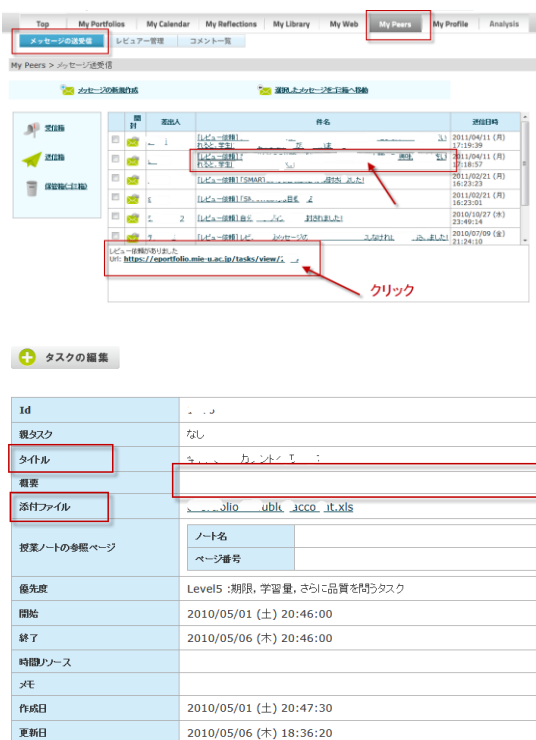 Top My Portfolios My Calendar My Reflections My Library My Web My Peers My Profile Analysis
メッセージの送受信 レビュアー管理 コメント一覧
My Peers > メッセージ送受信
メッセージの新規作成 選択したメッセージをゴミ箱へ移動
受信箱
送信箱
保管箱(ゴミ箱)
開封 差出人 件名 送信日時
[レビュー依頼] 2011/04/11 (月) 17:19:39
[レビュー依頼] 2011/04/11 (月) 17:18:57
[レビュー依頼] 2011/02/21 (月) 16:23:23
[レビュー依頼] 2011/02/21 (月) 16:23:01
[レビュー依頼] 2010/10/27 (水) 23:49:14
[レビュー依頼] 2010/07/09 (金) 21:24:10
レビュー依頼がありました
Url: https://eportfolio.mie-u.ac.jp/tasks/view/
クリック
タスクの編集
Id
親タスク なし
タイトル
概要
添付ファイル
授業ノートの参照ページ
ノート名
ページ番号
優先度 Level5 :期限, 学習量, さらに品質を問うタスク
開始 2010/05/01 (土) 20:46:00
終了 2010/05/06 (木) 20:46:00
時間リソース
メモ
作成日 2010/05/01 (土) 20:47:30
更新日 2010/05/06 (木) 18:36:20